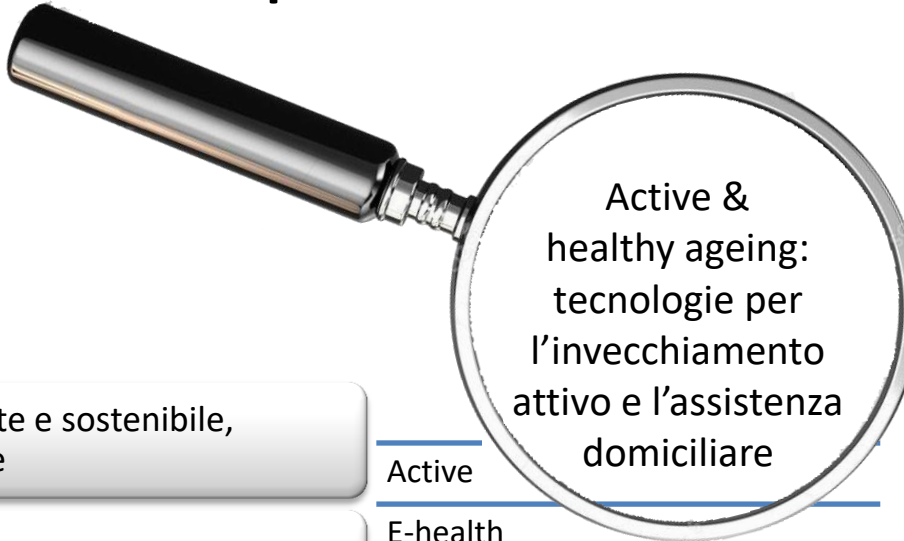 Active &
healthy ageing:
tecnologie per
l’invecchiamento
attivo e l’assistenza
domiciliare
te e sostenibile,
e
Active
E-health